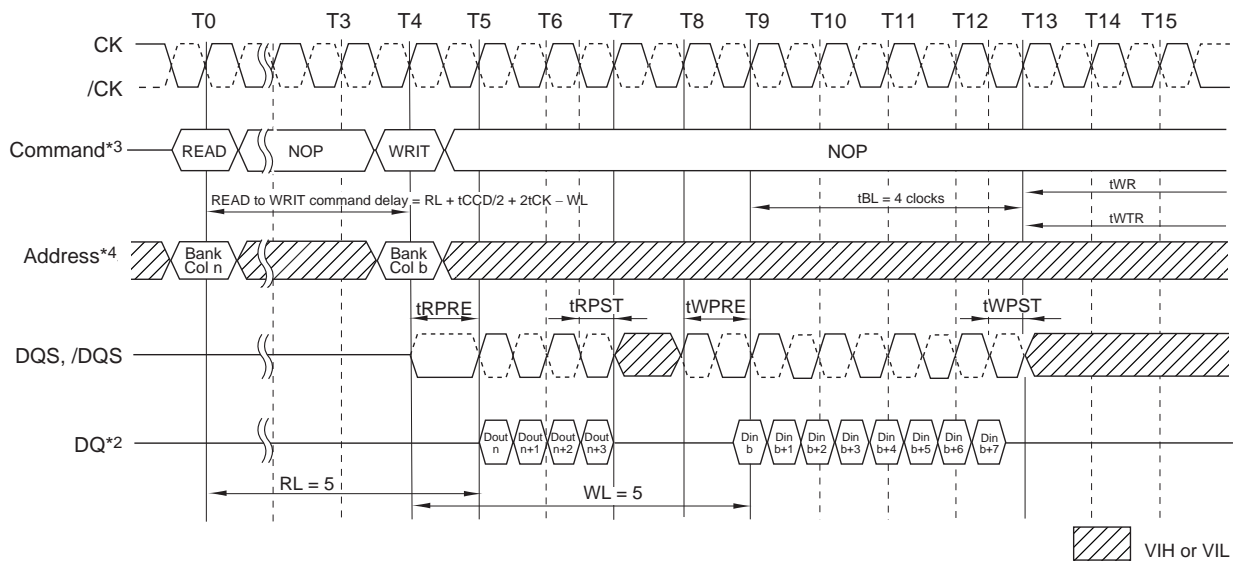 T0 T3 T4 T5 T6 T7 T8 T9 T10 T11 T12 T13 T14 T15
CK
/CK
Command*3 READ NOP WRIT NOP
READ to WRIT command delay = RL + tCCD/2 + 2tCK − WL
tBL = 4 clocks
tWR
tWTR
Address*4
Bank
Col n
Bank
Col b
tRPRE tRPST tWPRE tWPST
DQS, /DQS
DQ*2
Dout
n
Dout
n+1
Dout
n+2
Dout
n+3
Din
b
Din
b+1
Din
b+2
Din
b+3
Din
b+4
Din
b+5
Din
b+6
Din
b+7
RL = 5
WL = 5
VIH or VIL